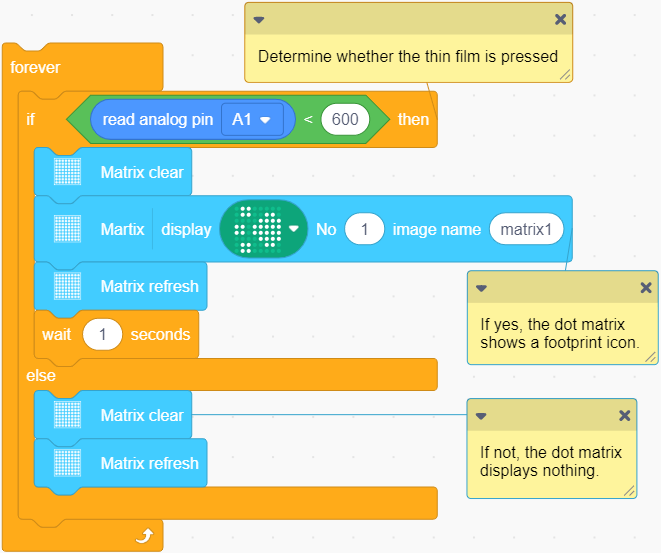 Determine whether the thin film is pressed
forever
if read analog pin A1 < 600 then
Matrix clear
Martix display No 1 image name matrix1
Matrix refresh
wait 1 seconds
If yes, the dot matrix
shows a footprint icon.
else
Matrix clear
Matrix refresh
If not, the dot matrix
displays nothing.